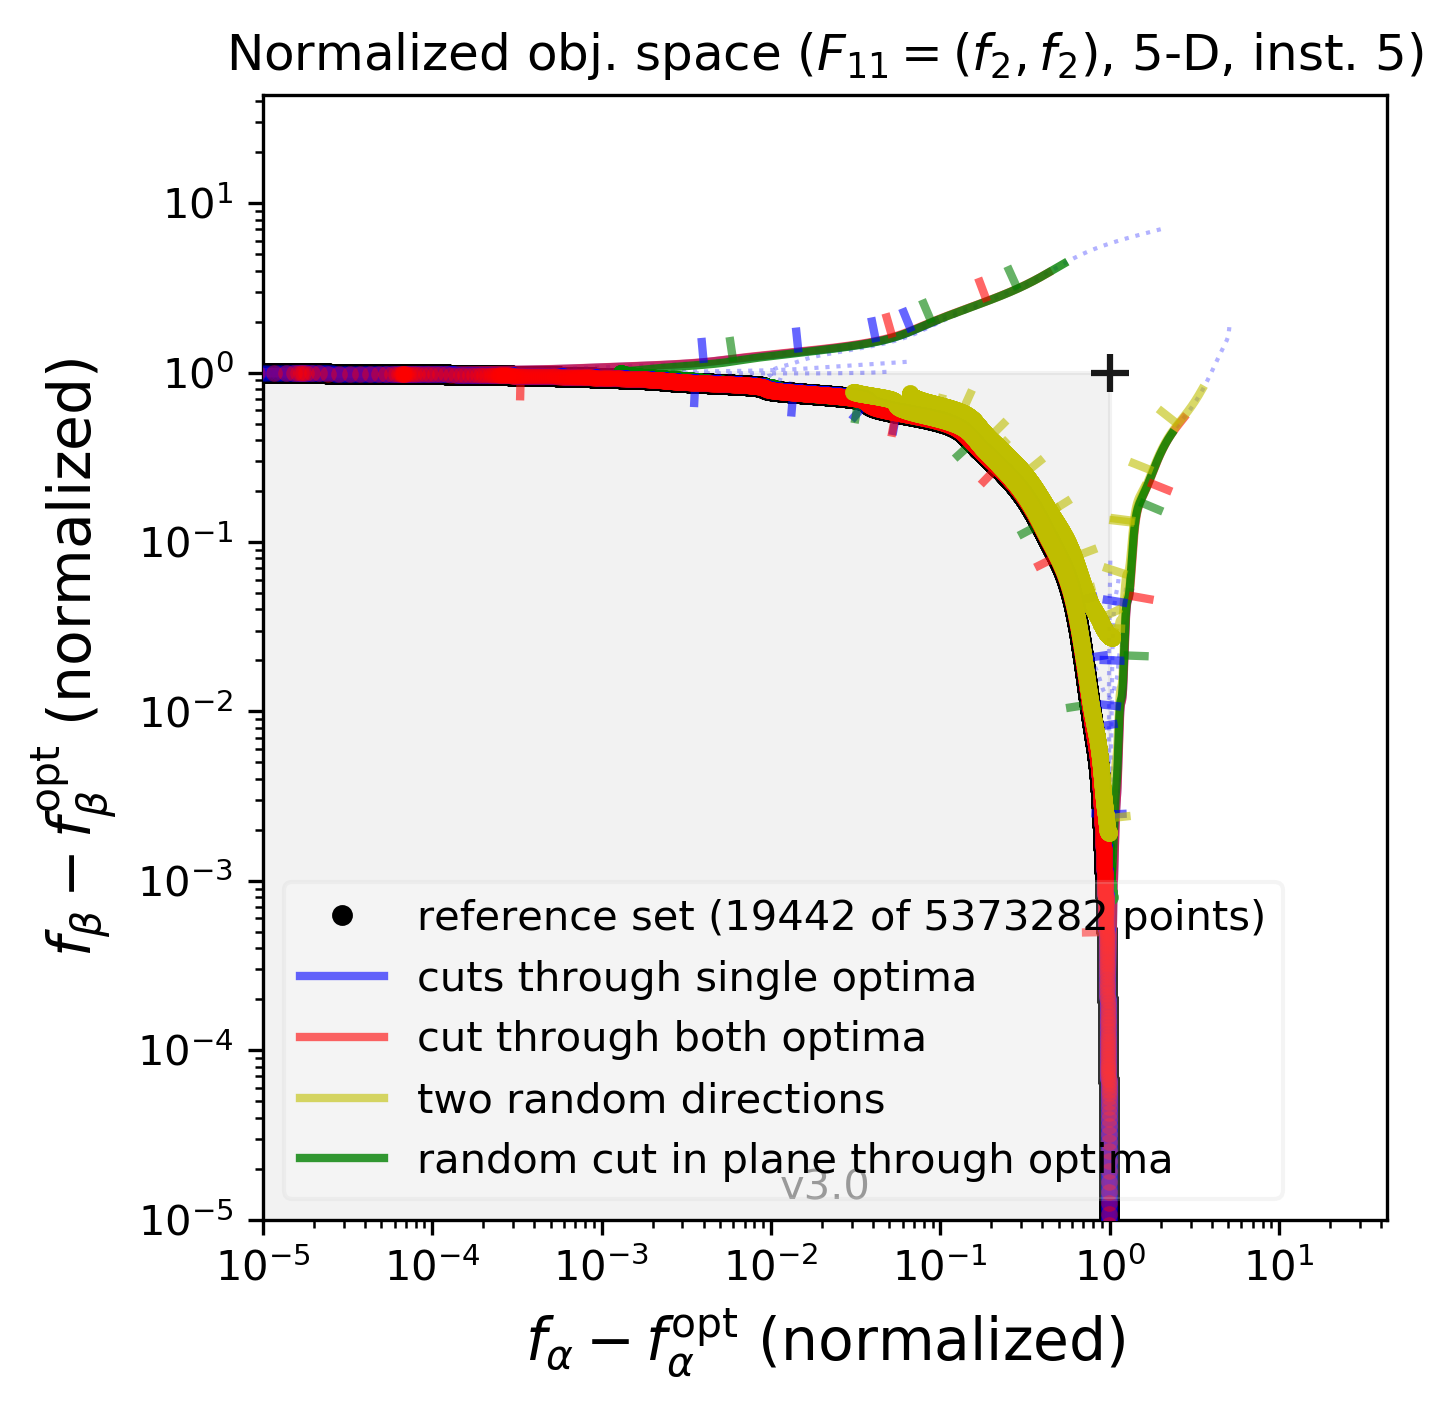 Normalized obj. space (F₁₁ = (f₂, f₂), 5-D, inst. 5)
f_β − f_β^opt (normalized)
10¹
10⁰
10⁻¹
10⁻²
10⁻³
10⁻⁴
10⁻⁵
reference set (19442 of 5373282 points)
cuts through single optima
cut through both optima
two random directions
random cut in plane through optima
v3.0
10⁻⁵ 10⁻⁴ 10⁻³ 10⁻² 10⁻¹ 10⁰ 10¹
f_α − f_α^opt (normalized)